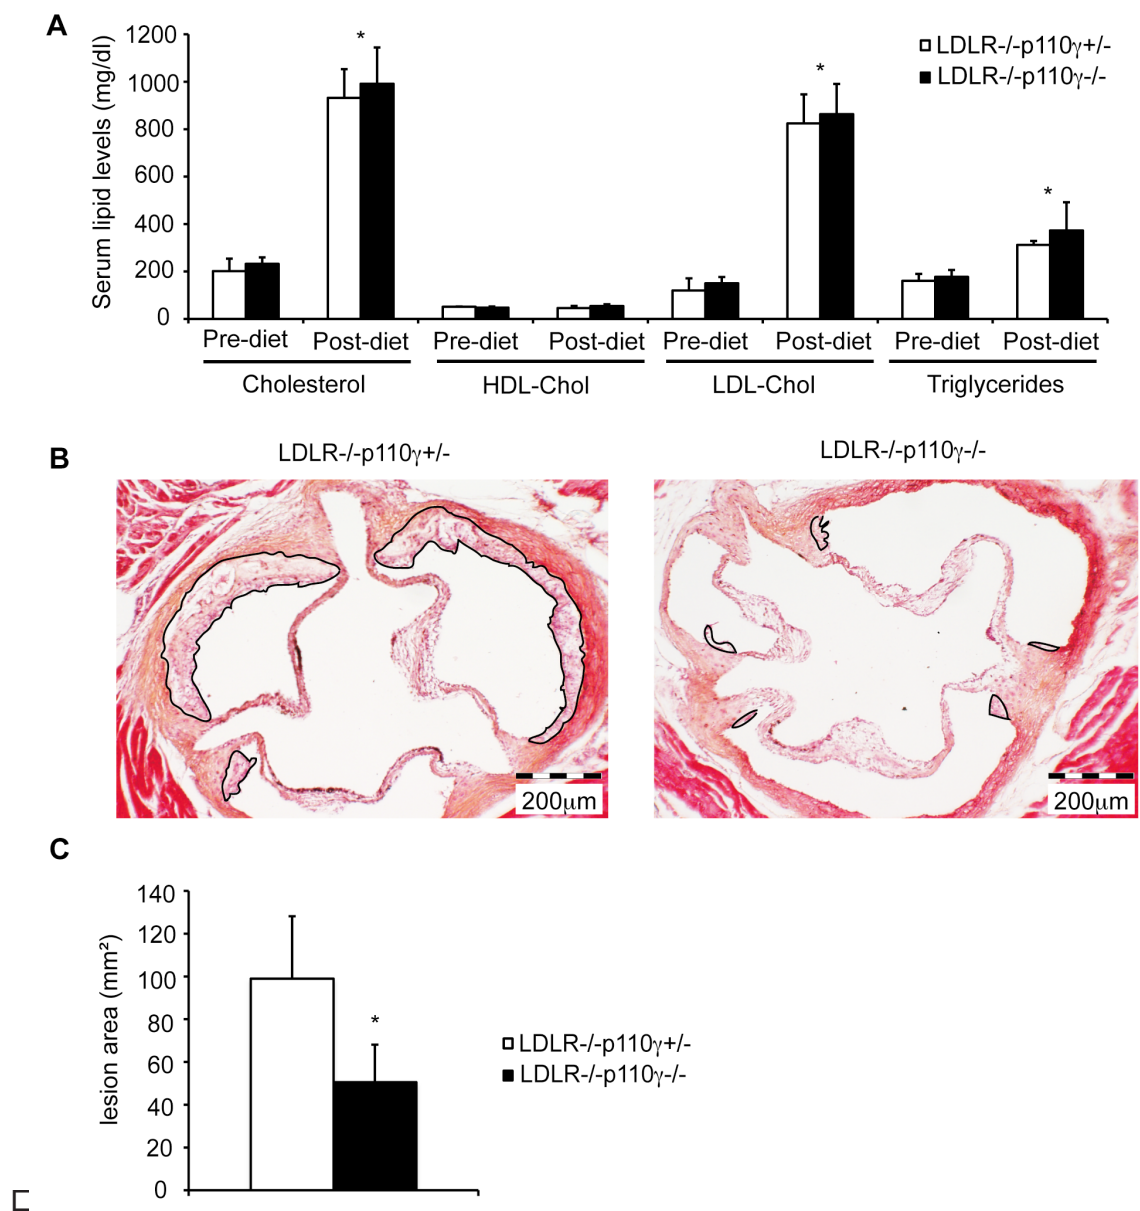 A
Serum lipid levels (mg/dl)
1200
1000
800
600
400
200
0
*
*
*
LDLR-/-p110γ+/-
LDLR-/-p110γ-/-
Pre-diet Post-diet Pre-diet Post-diet Pre-diet Post-diet Pre-diet Post-diet
Cholesterol HDL-Chol LDL-Chol Triglycerides
B
LDLR-/-p110γ+/-
LDLR-/-p110γ-/-
200μm
200μm
C
lesion area (mm²)
140
120
100
80
60
40
20
0
*
LDLR-/-p110γ+/-
LDLR-/-p110γ-/-